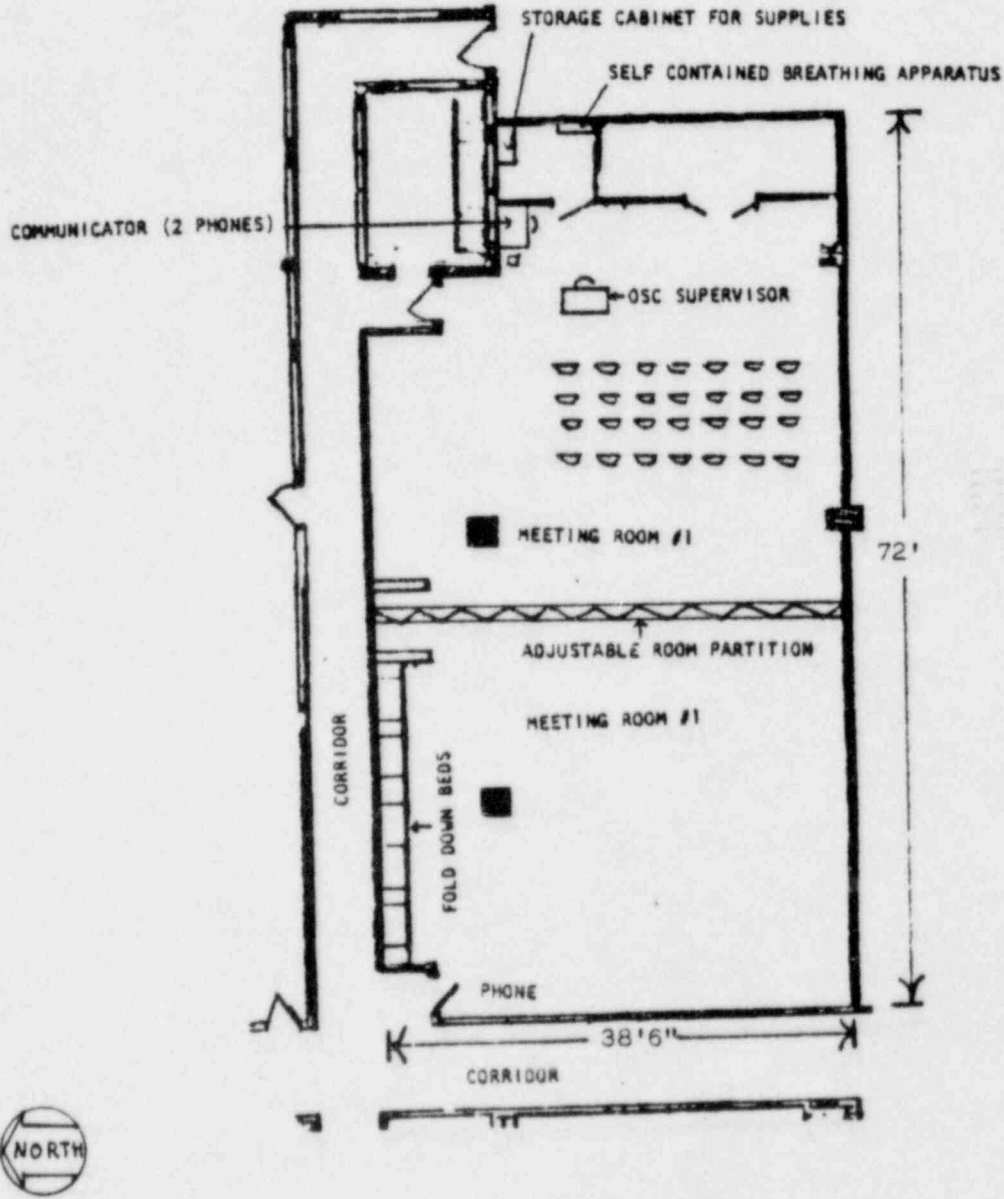 STORAGE CABINET FOR SUPPLIES
SELF CONTAINED BREATHING APPARATUS
COMMUNICATOR (2 PHONES)
OSC SUPERVISOR
MEETING ROOM #1
72'
ADJUSTABLE ROOM PARTITION
MEETING ROOM #1
CORRIDOR
FOLD DOWN BEDS
PHONE
38'6"
CORRIDOR
NORTH